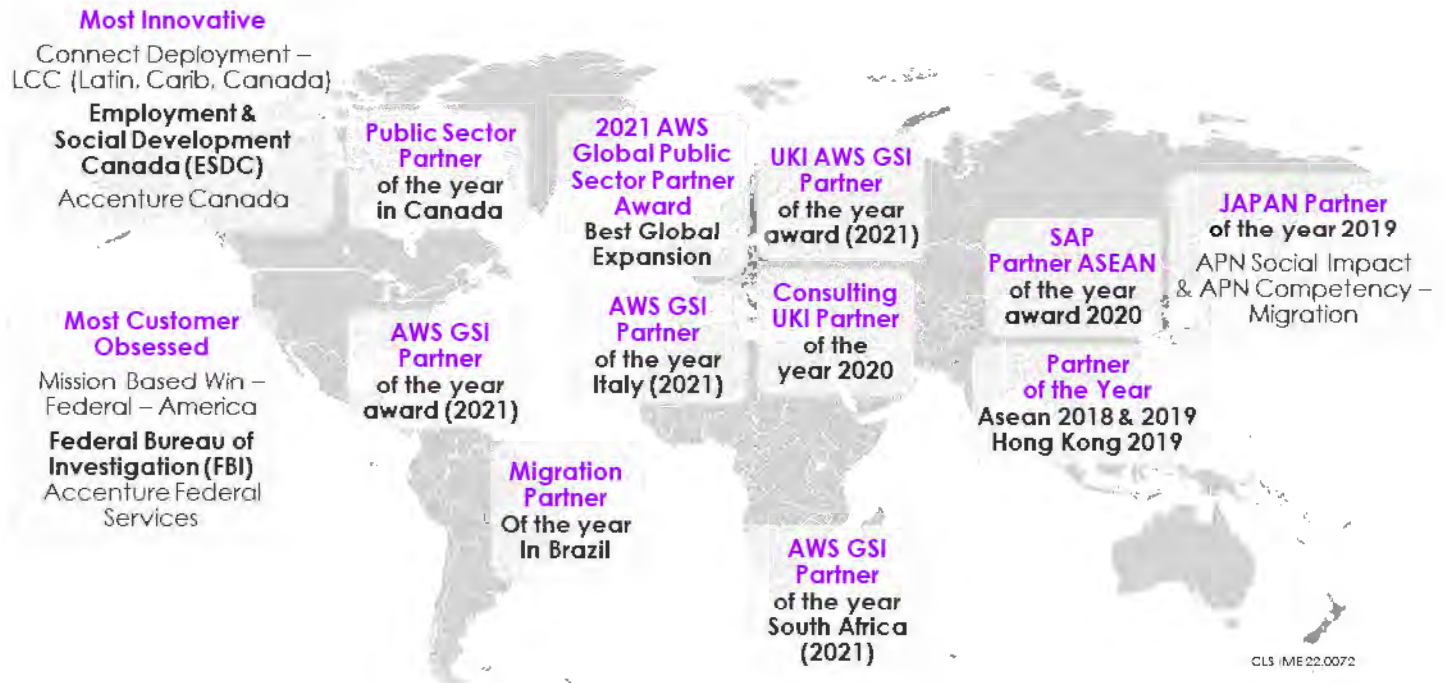 Most Innovative
Connect Deployment –
LCC (Latin, Carib, Canada)
Employment &
Social Development
Canada (ESDC)
Accenture Canada
Public Sector
Partner
of the year
in Canada
2021 AWS
Global Public
Sector Partner
Award
Best Global
Expansion
UKI AWS GSI
Partner
of the year
award (2021)
SAP
Partner ASEAN
of the year
award 2020
JAPAN Partner
of the year 2019
APN Social Impact
& APN Competency –
Migration
Most Customer
Obsessed
Mission Based Win –
Federal – America
Federal Bureau of
Investigation (FBI)
Accenture Federal
Services
AWS GSI
Partner
of the year
award (2021)
AWS GSI
Partner
of the year
Italy (2021)
Consulting
UKI Partner
of the
year 2020
Partner
of the Year
Asean 2018 & 2019
Hong Kong 2019
Migration
Partner
Of the year
In Brazil
AWS GSI
Partner
of the year
South Africa
(2021)
CLS IME22.0072